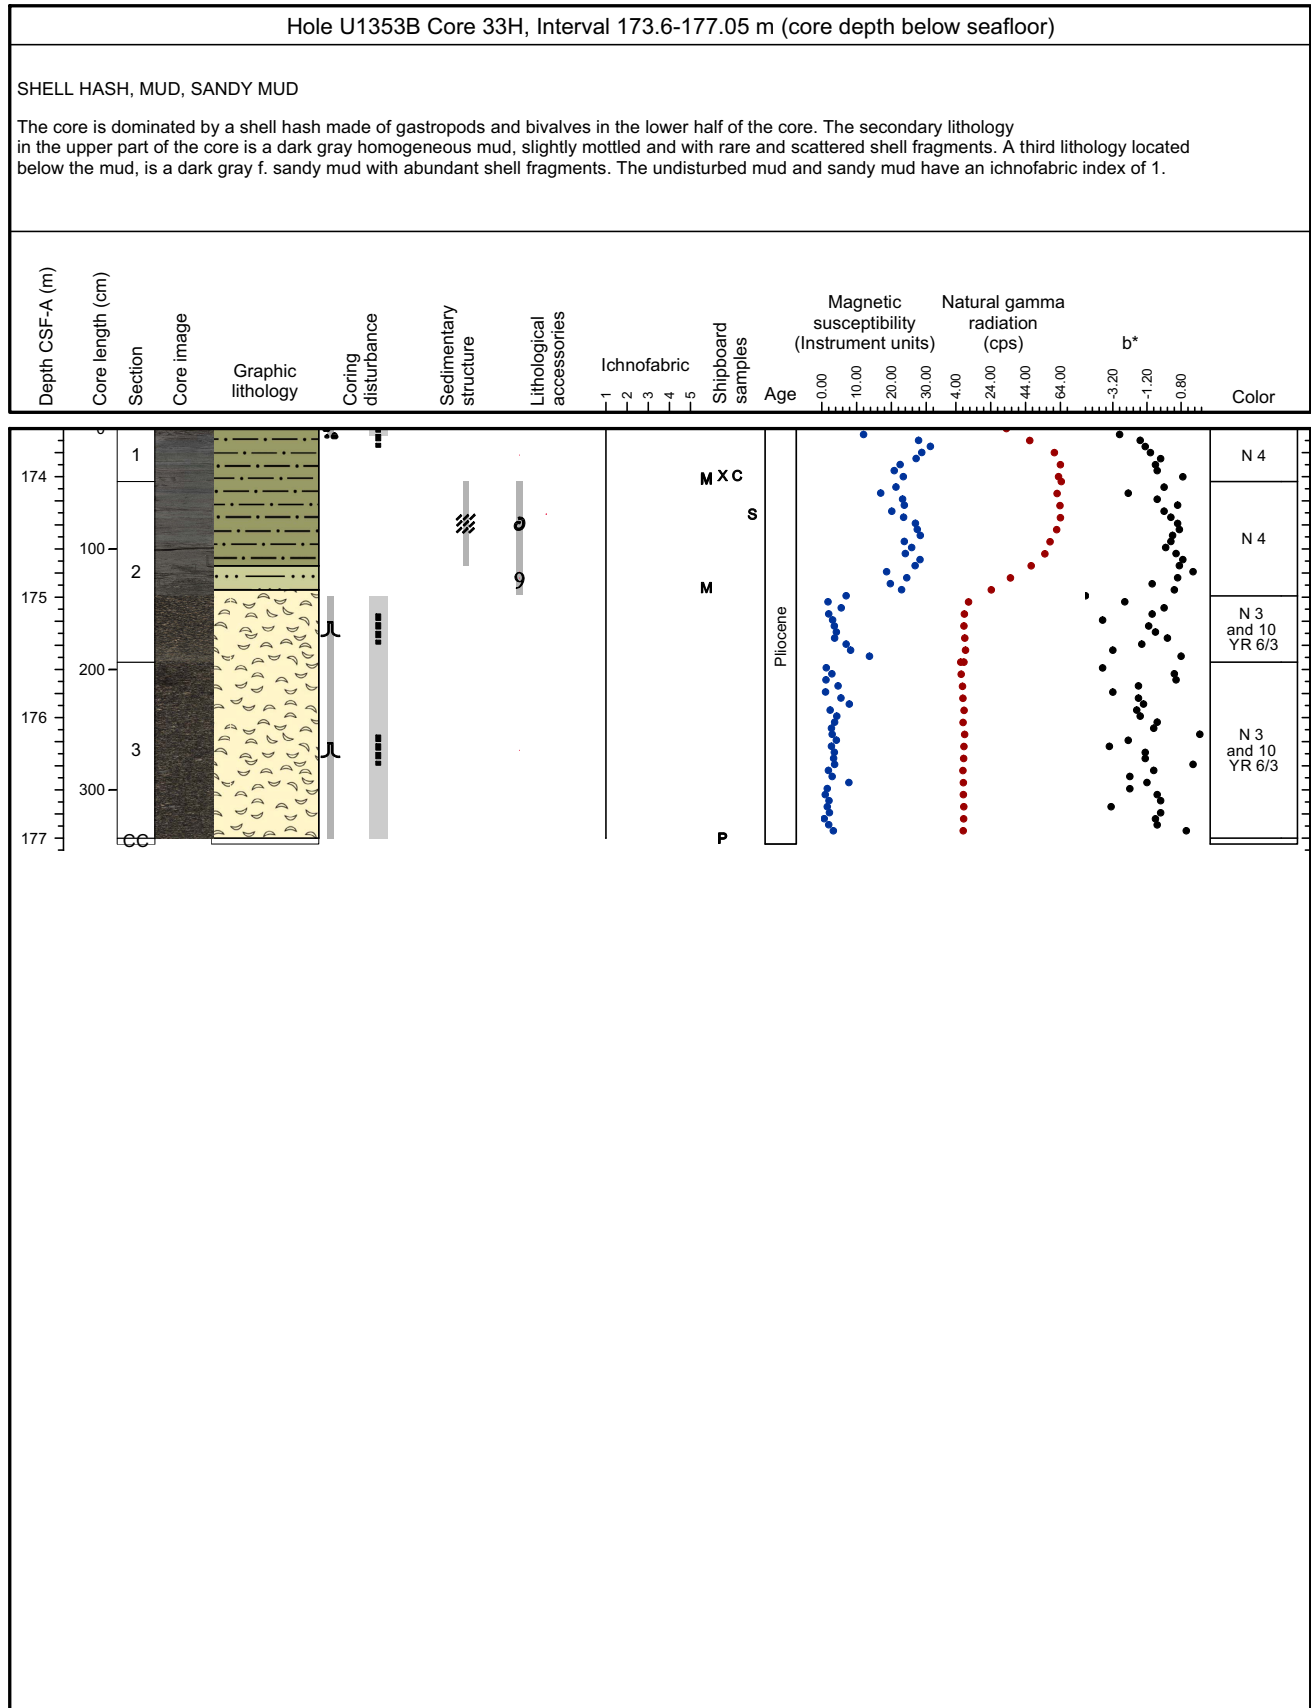 Hole U1353B Core 33H, Interval 173.6-177.05 m (core depth below seafloor)
SHELL HASH, MUD, SANDY MUD
The core is dominated by a shell hash made of gastropods and bivalves in the lower half of the core. The secondary lithology
in the upper part of the core is a dark gray homogeneous mud, slightly mottled and with rare and scattered shell fragments. A third lithology located
below the mud, is a dark gray f. sandy mud with abundant shell fragments. The undisturbed mud and sandy mud have an ichnofabric index of 1.
Depth CSF-A (m)
Core length (cm)
Section
Core image
Graphic
lithology
Coring
disturbance
Sedimentary
structure
Lithological
accessories
Ichnofabric
1 2 3 4 5
Shipboard
samples
Age
Magnetic
susceptibility
(Instrument units)
0.00 10.00 20.00 30.00
Natural gamma
radiation
(cps)
4.00 24.00 44.00 64.00
b*
-3.20 -1.20 0.80
Color
0
1
N 4
174
M X C
S
100
2
N 4
175
M
N 3
and 10
YR 6/3
200
Pliocene
176
3
N 3
and 10
YR 6/3
300
177
CC
P